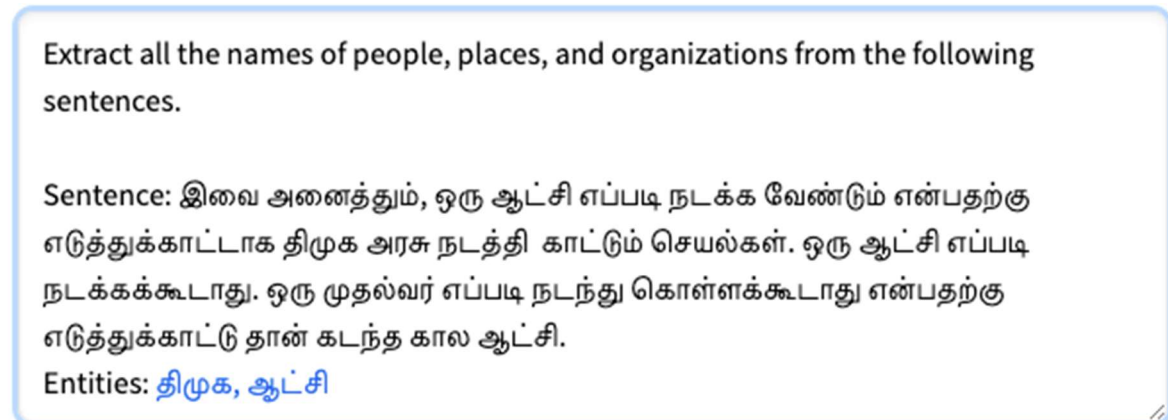 Extract all the names of people, places, and organizations from the following
sentences.
Sentence: இவை அனைத்தும், ஒரு ஆட்சி எப்படி நடக்க வேண்டும் என்பதற்கு
எடுத்துக்காட்டாக திமுக அரசு நடத்தி காட்டும் செயல்கள். ஒரு ஆட்சி எப்படி
நடக்கக்கூடாது. ஒரு முதல்வர் எப்படி நடந்து கொள்ளக்கூடாது என்பதற்கு
எடுத்துக்காட்டு தான் கடந்த கால ஆட்சி.
Entities: திமுக, ஆட்சி